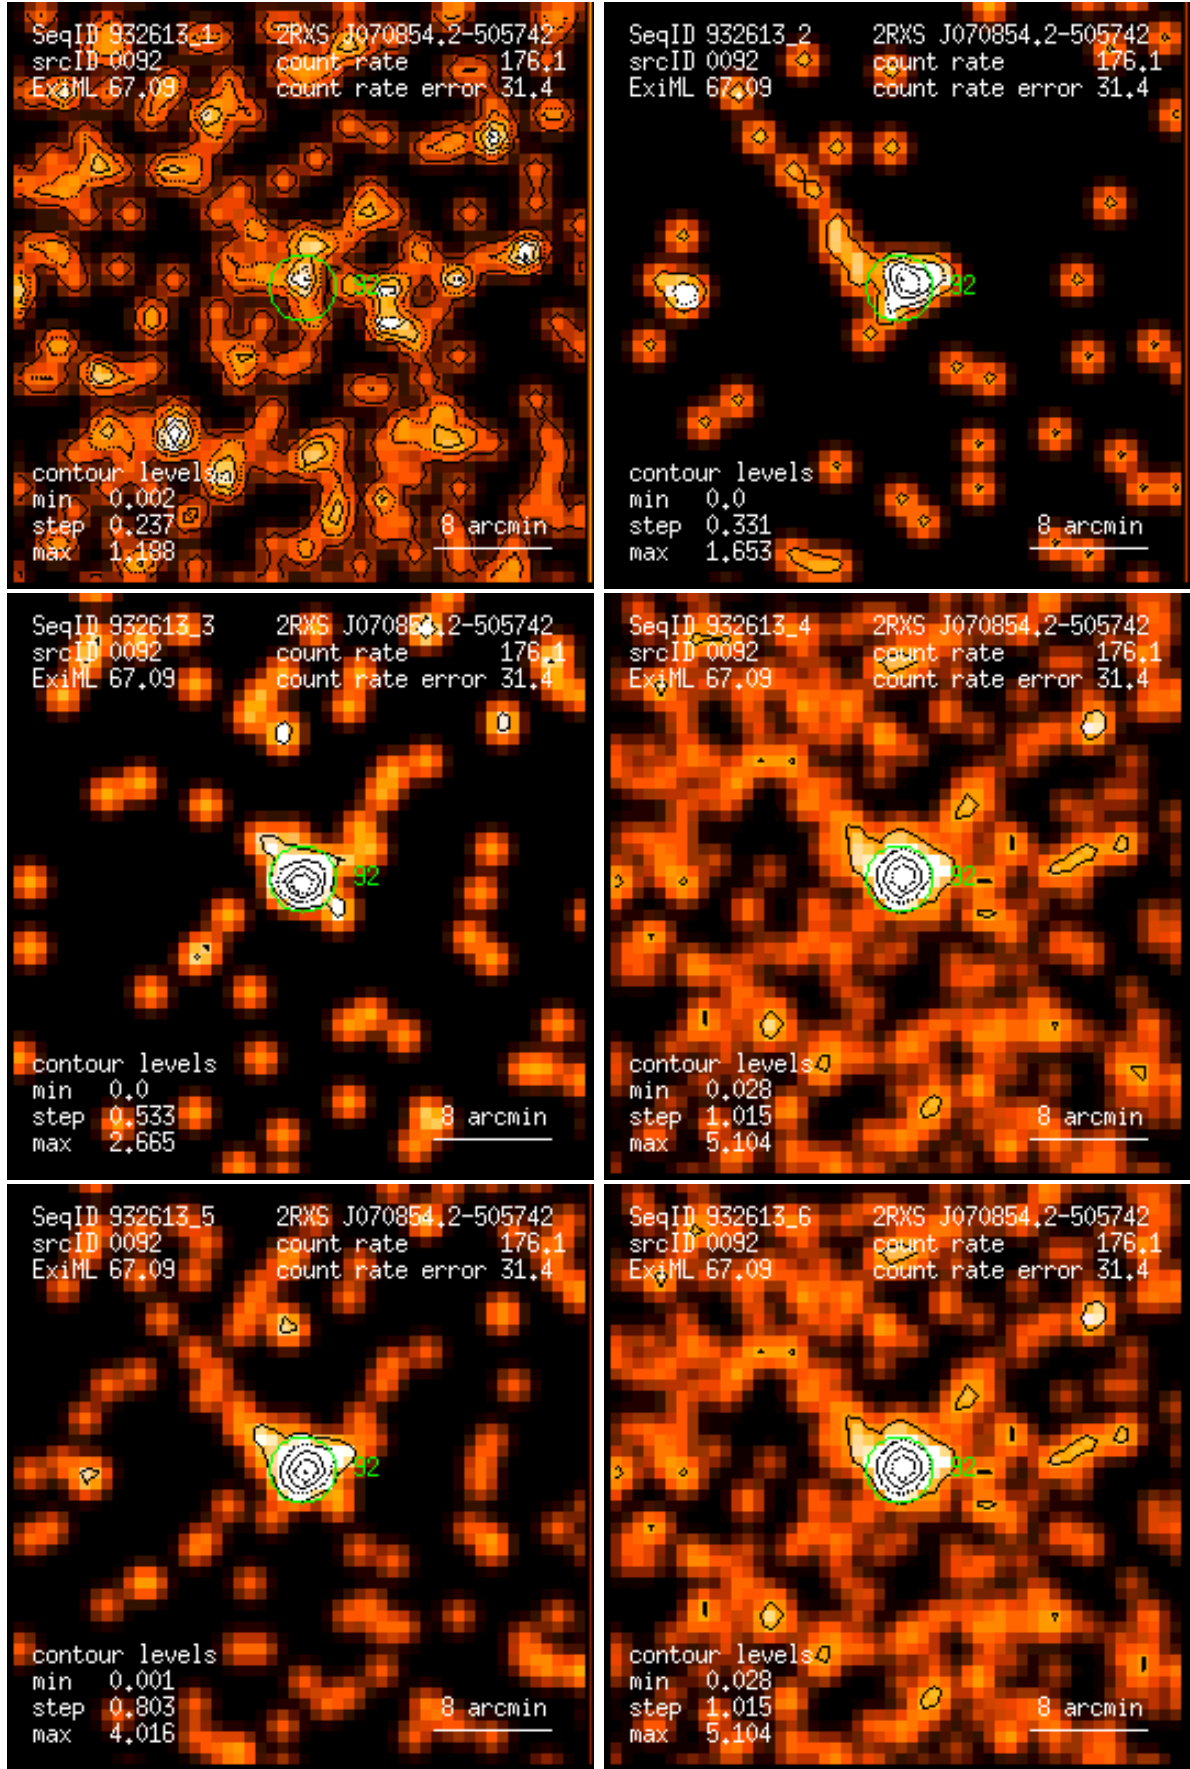 SeqID 932613_1 2RXS J070854.2-505742
srcID 0092 count rate 176.1
ExiML 67.09 count rate error 31.4
92
contour levels
min 0.002
step 0.237
max 1.188
8 arcmin
SeqID 932613_2 2RXS J070854.2-505742
srcID 0092 count rate 176.1
ExiML 67.09 count rate error 31.4
92
contour levels
min 0.0
step 0.331
max 1.653
8 arcmin
SeqID 932613_3 2RXS J070854.2-505742
srcID 0092 count rate 176.1
ExiML 67.09 count rate error 31.4
92
contour levels
min 0.0
step 0.533
max 2.665
8 arcmin
SeqID 932613_4 2RXS J070854.2-505742
srcID 0092 count rate 176.1
ExiML 67.09 count rate error 31.4
92
contour levels
min 0.028
step 1.015
max 5.104
8 arcmin
SeqID 932613_5 2RXS J070854.2-505742
srcID 0092 count rate 176.1
ExiML 67.09 count rate error 31.4
92
contour levels
min 0.001
step 0.803
max 4.016
8 arcmin
SeqID 932613_6 2RXS J070854.2-505742
srcID 0092 count rate 176.1
ExiML 67.09 count rate error 31.4
92
contour levels
min 0.028
step 1.015
max 5.104
8 arcmin